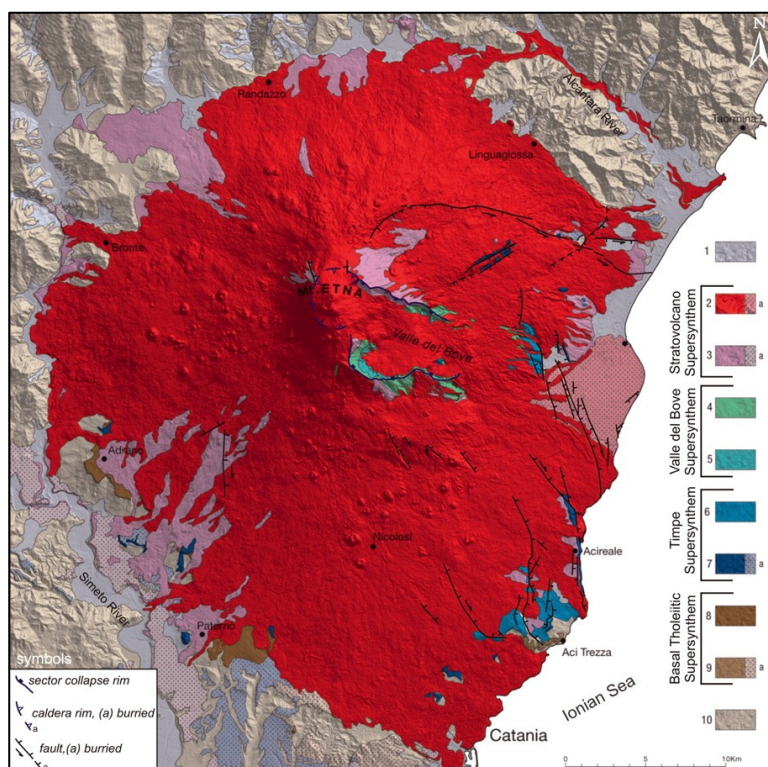 N
Randazzo
Alcantara River
Taormina
Linguaglossa
Bronte
Mt ETNA
Valle del Bove
Adrano
Nicolosi
Acireale
Simeto River
Paternò
Aci Trezza
Ionian Sea
Catania
1
Stratovolcano
Supersynthem
2 a
3 a
Valle del Bove
Supersynthem
4
5
Timpe
Supersynthem
6
7 a
Basal Tholeiitic
Supersynthem
8
9 a
10
symbols
sector collapse rim
caldera rim, (a) burried
a
fault,(a) burried
a
0 5 10Km